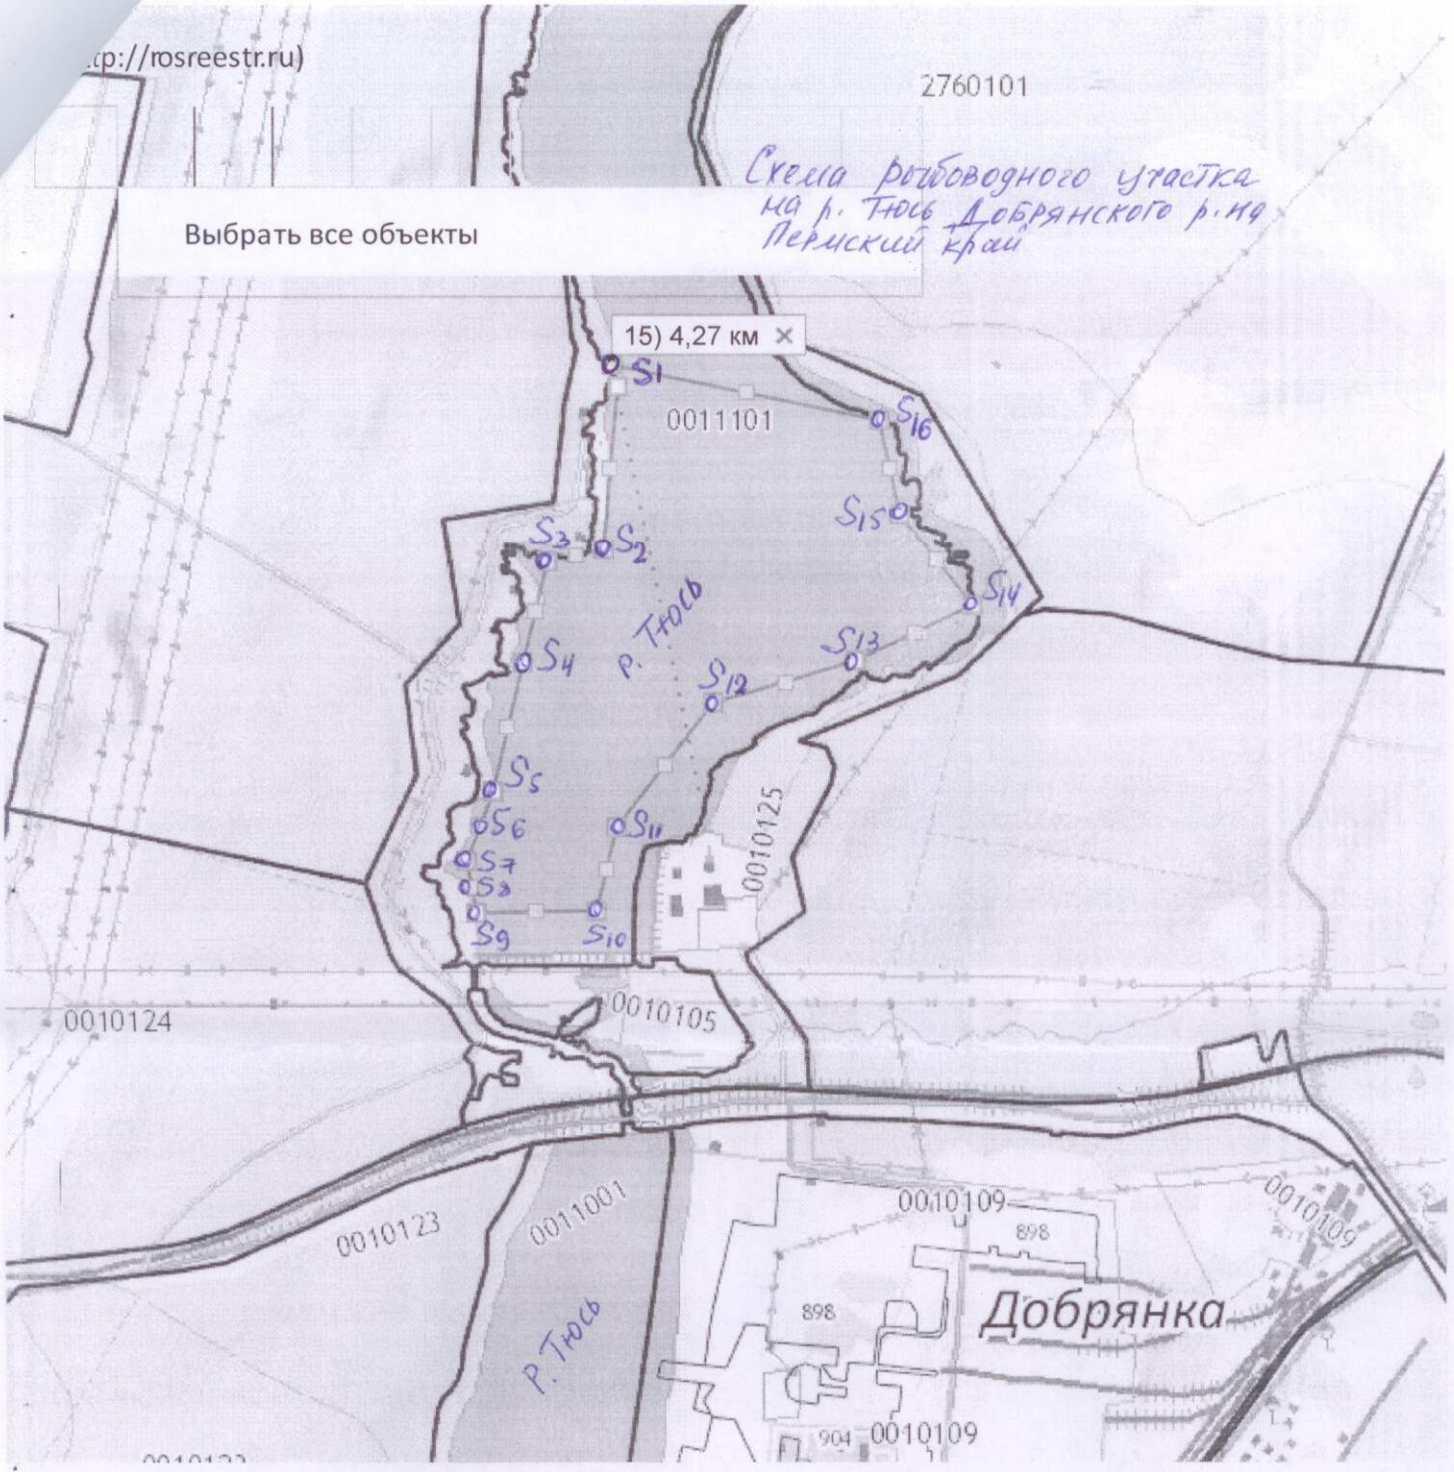 tp://rosreestr.ru)
2760101
Схема рыбоводного участка
на р. Тюсь Добрянского р-на
Пермский край
Выбрать все объекты
15) 4,27 км ×
S1
0011101
S16
S15
S3
S2
S14
р. Тюсь
S13
S4
S12
S5
S6
S11
0010125
S7
S8
S9
S10
0010105
0010124
0010123
0011001
0010109
898
0010109
898
Добрянка
Р. Тюсь
904
0010109